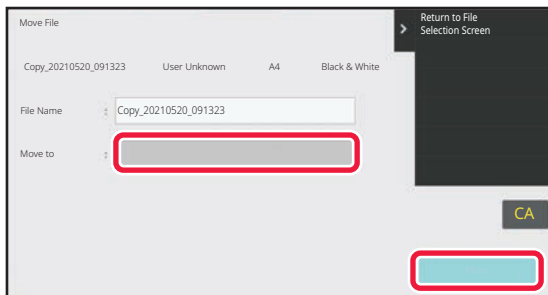 Move File
Return to File
Selection Screen
Copy_20210520_091323 User Unknown A4 Black & White
File Name : Copy_20210520_091323
Move to :
CA